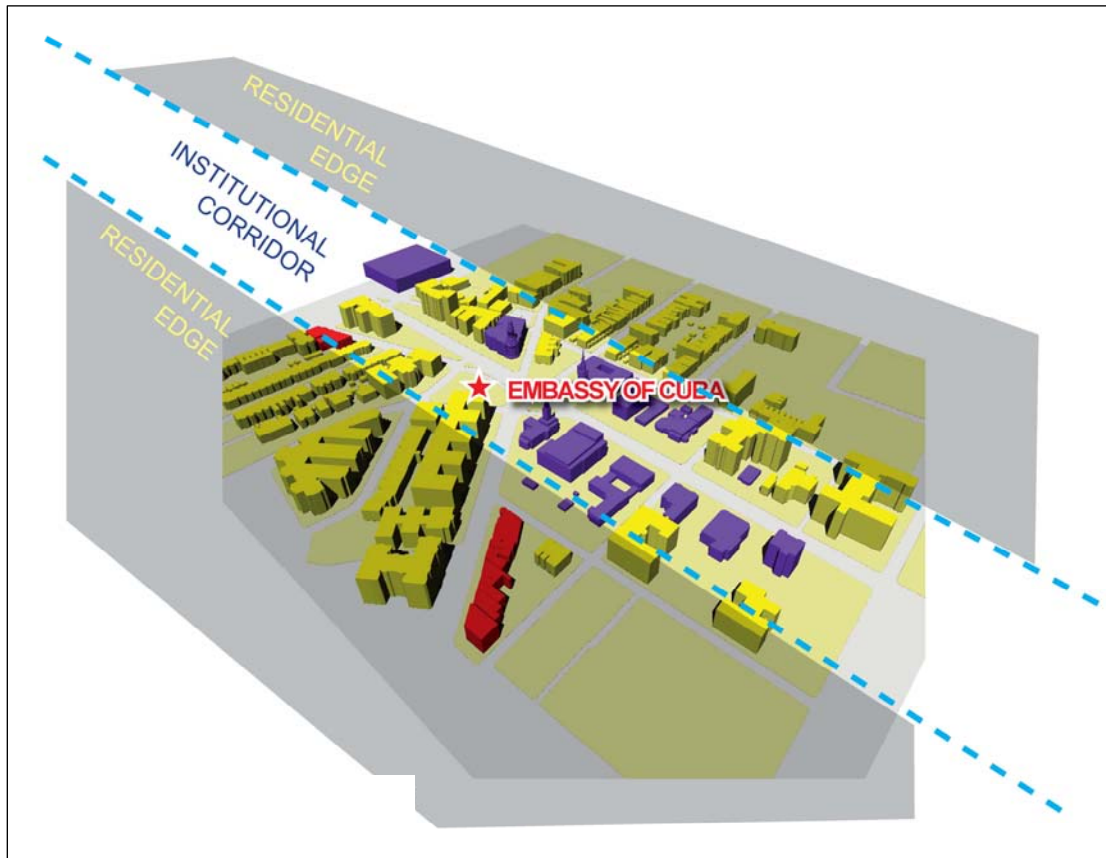 RESIDENTIAL
EDGE
INSTITUTIONAL
CORRIDOR
RESIDENTIAL
EDGE
EMBASSY OF CUBA